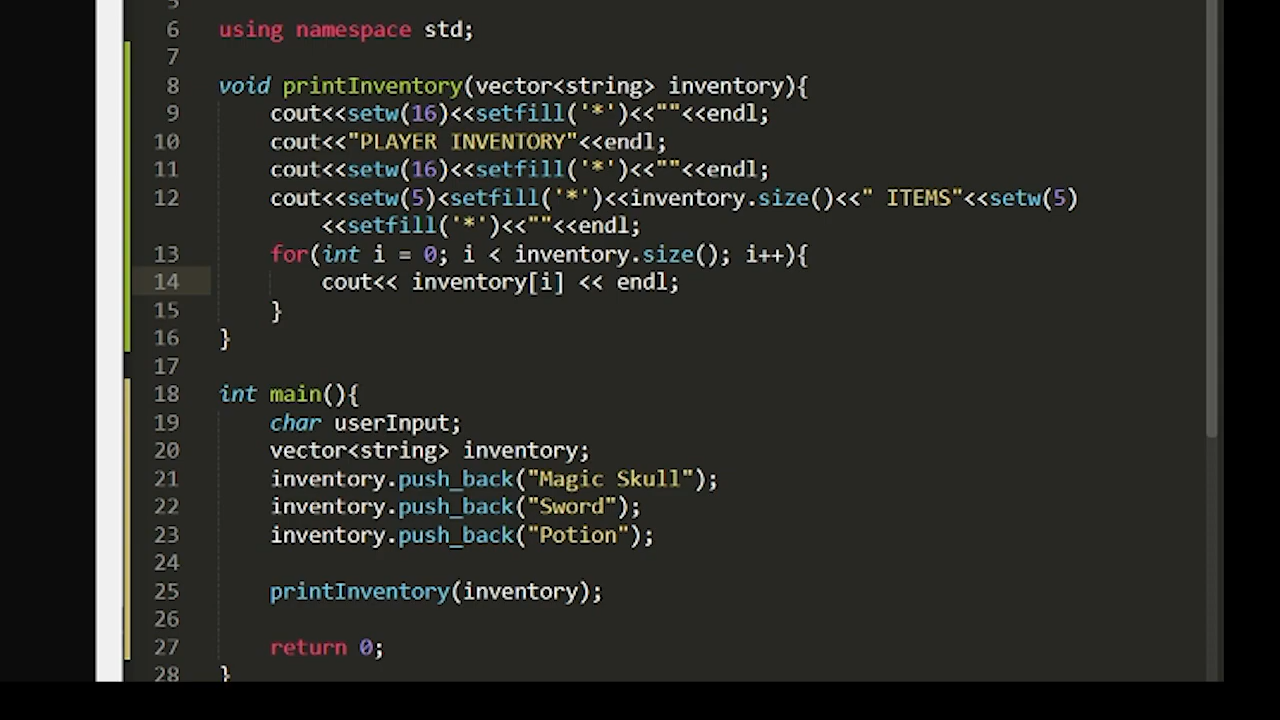 5
6 using namespace std;
7
8 void printInventory(vector<string> inventory){
9 cout<<setw(16)<<setfill('*')<<""<<endl;
10 cout<<"PLAYER INVENTORY"<<endl;
11 cout<<setw(16)<<setfill('*')<<""<<endl;
12 cout<<setw(5)<setfill('*')<<inventory.size()<<" ITEMS"<<setw(5)
<<setfill('*')<<""<<endl;
13 for(int i = 0; i < inventory.size(); i++){
14 cout<< inventory[i] << endl;
15 }
16 }
17
18 int main(){
19 char userInput;
20 vector<string> inventory;
21 inventory.push_back("Magic Skull");
22 inventory.push_back("Sword");
23 inventory.push_back("Potion");
24
25 printInventory(inventory);
26
27 return 0;
28 }